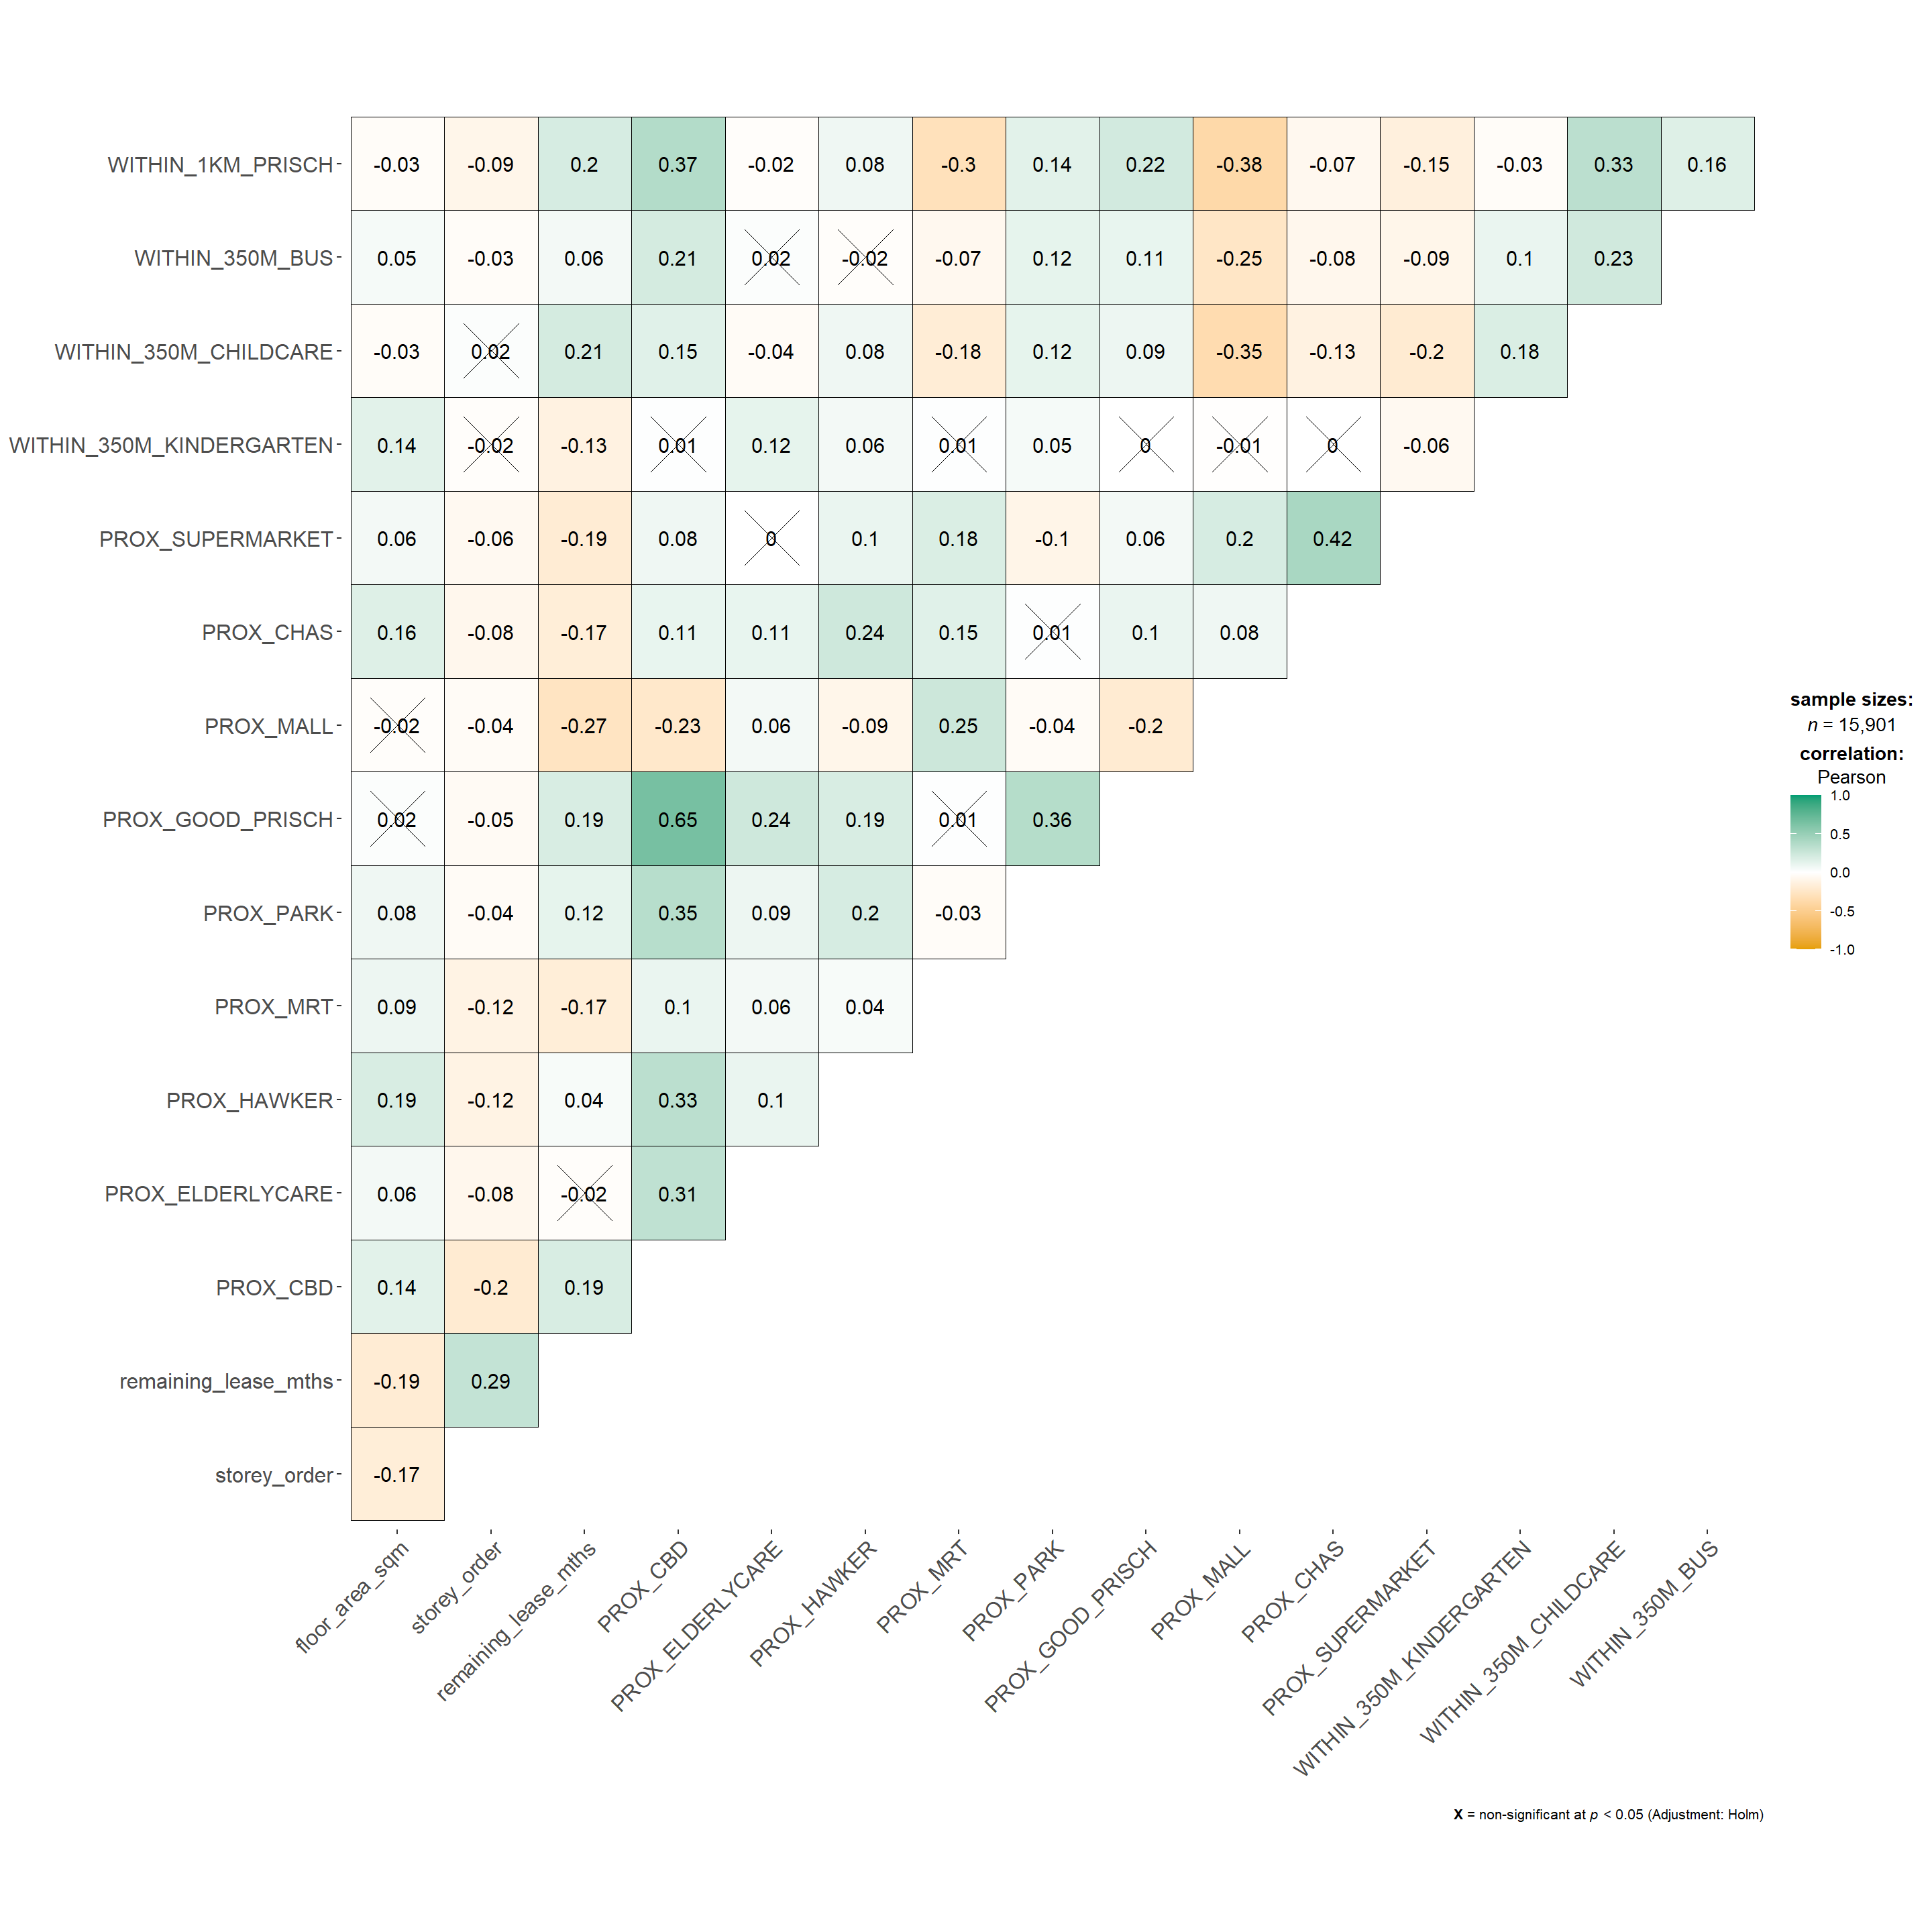 WITHIN_1KM_PRISCH -0.03 -0.09 0.2 0.37 -0.02 0.08 -0.3 0.14 0.22 -0.38 -0.07 -0.15 -0.03 0.33 0.16
WITHIN_350M_BUS 0.05 -0.03 0.06 0.21 0.02 -0.02 -0.07 0.12 0.11 -0.25 -0.08 -0.09 0.1 0.23
WITHIN_350M_CHILDCARE -0.03 0.02 0.21 0.15 -0.04 0.08 -0.18 0.12 0.09 -0.35 -0.13 -0.2 0.18
WITHIN_350M_KINDERGARTEN 0.14 -0.02 -0.13 0.01 0.12 0.06 0.01 0.05 0 -0.01 0 -0.06
PROX_SUPERMARKET 0.06 -0.06 -0.19 0.08 0 0.1 0.18 -0.1 0.06 0.2 0.42
PROX_CHAS 0.16 -0.08 -0.17 0.11 0.11 0.24 0.15 0.01 0.1 0.08
PROX_MALL -0.02 -0.04 -0.27 -0.23 0.06 -0.09 0.25 -0.04 -0.2
PROX_GOOD_PRISCH 0.02 -0.05 0.19 0.65 0.24 0.19 0.01 0.36
PROX_PARK 0.08 -0.04 0.12 0.35 0.09 0.2 -0.03
PROX_MRT 0.09 -0.12 -0.17 0.1 0.06 0.04
PROX_HAWKER 0.19 -0.12 0.04 0.33 0.1
PROX_ELDERLYCARE 0.06 -0.08 -0.02 0.31
PROX_CBD 0.14 -0.2 0.19
remaining_lease_mths -0.19 0.29
storey_order -0.17
floor_area_sqm
storey_order
remaining_lease_mths
PROX_CBD
PROX_ELDERLYCARE
PROX_HAWKER
PROX_MRT
PROX_PARK
PROX_GOOD_PRISCH
PROX_MALL
PROX_CHAS
PROX_SUPERMARKET
WITHIN_350M_KINDERGARTEN
WITHIN_350M_CHILDCARE
WITHIN_350M_BUS
sample sizes:
n = 15,901
correlation:
Pearson
1.0
0.5
0.0
-0.5
-1.0
X = non-significant at p < 0.05 (Adjustment: Holm)